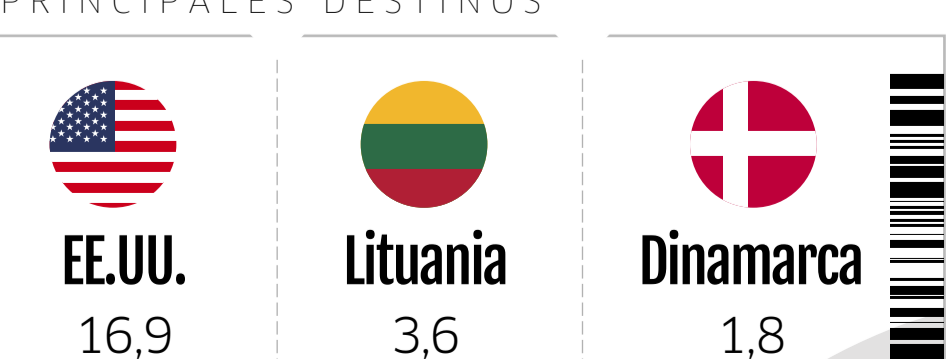 PRINCIPALES DESTINOS
EE.UU.
Lituania
Dinamarca
16,9
3,6
1,8